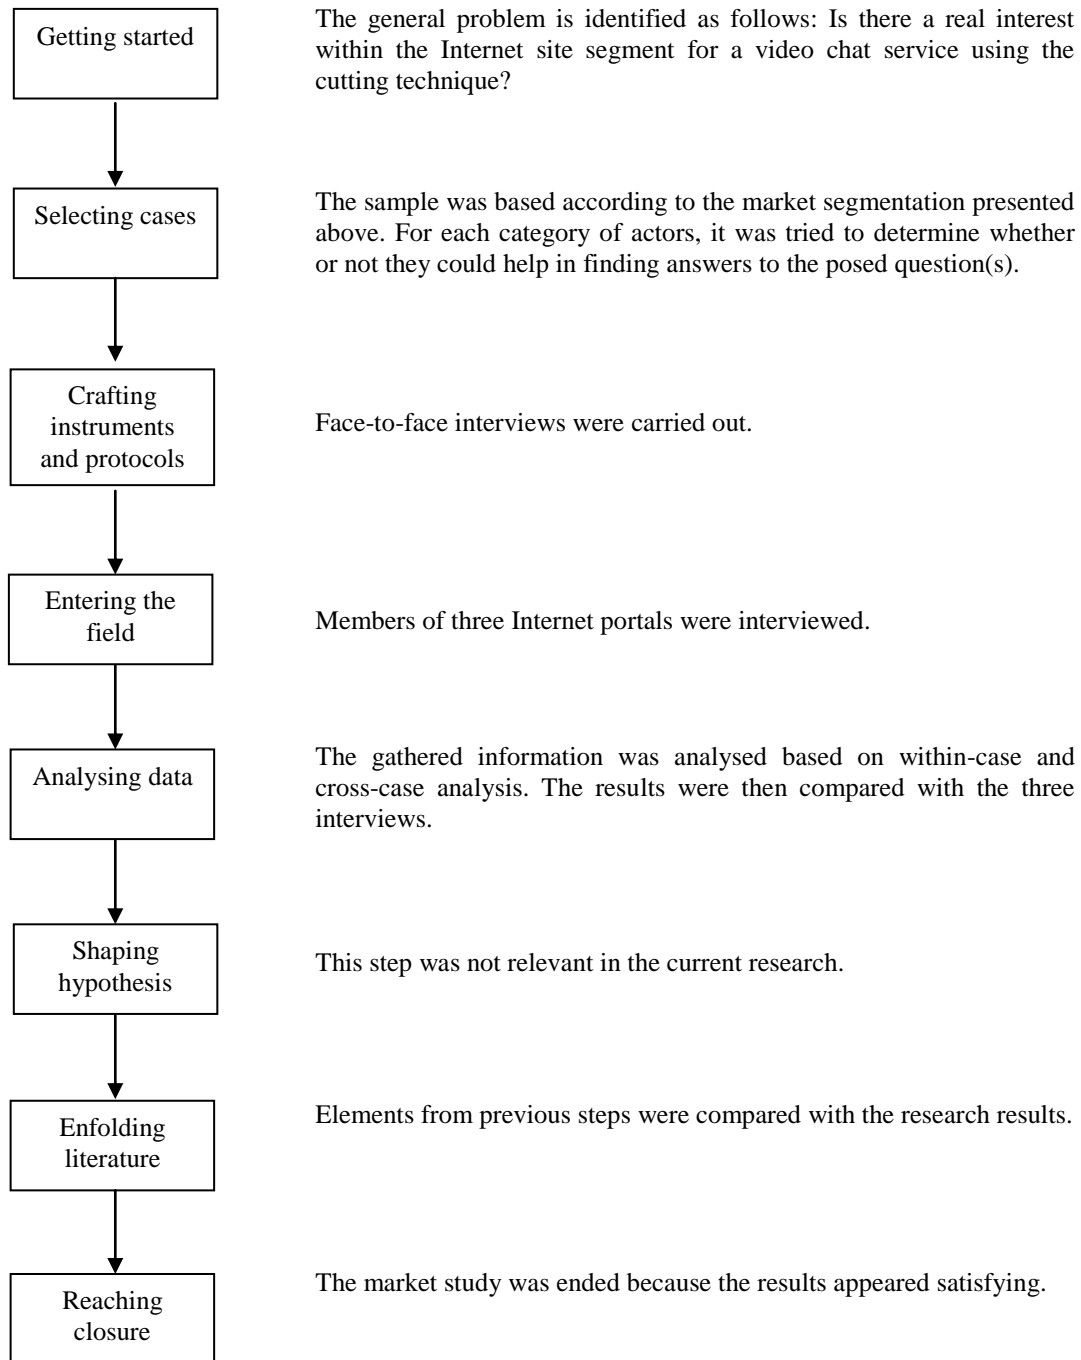 Getting started
The general problem is identified as follows: Is there a real interest
within the Internet site segment for a video chat service using the
cutting technique?
Selecting cases
The sample was based according to the market segmentation presented
above. For each category of actors, it was tried to determine whether
or not they could help in finding answers to the posed question(s).
Crafting
instruments
and protocols
Face-to-face interviews were carried out.
Entering the
field
Members of three Internet portals were interviewed.
Analysing data
The gathered information was analysed based on within-case and
cross-case analysis. The results were then compared with the three
interviews.
Shaping
hypothesis
This step was not relevant in the current research.
Enfolding
literature
Elements from previous steps were compared with the research results.
Reaching
closure
The market study was ended because the results appeared satisfying.